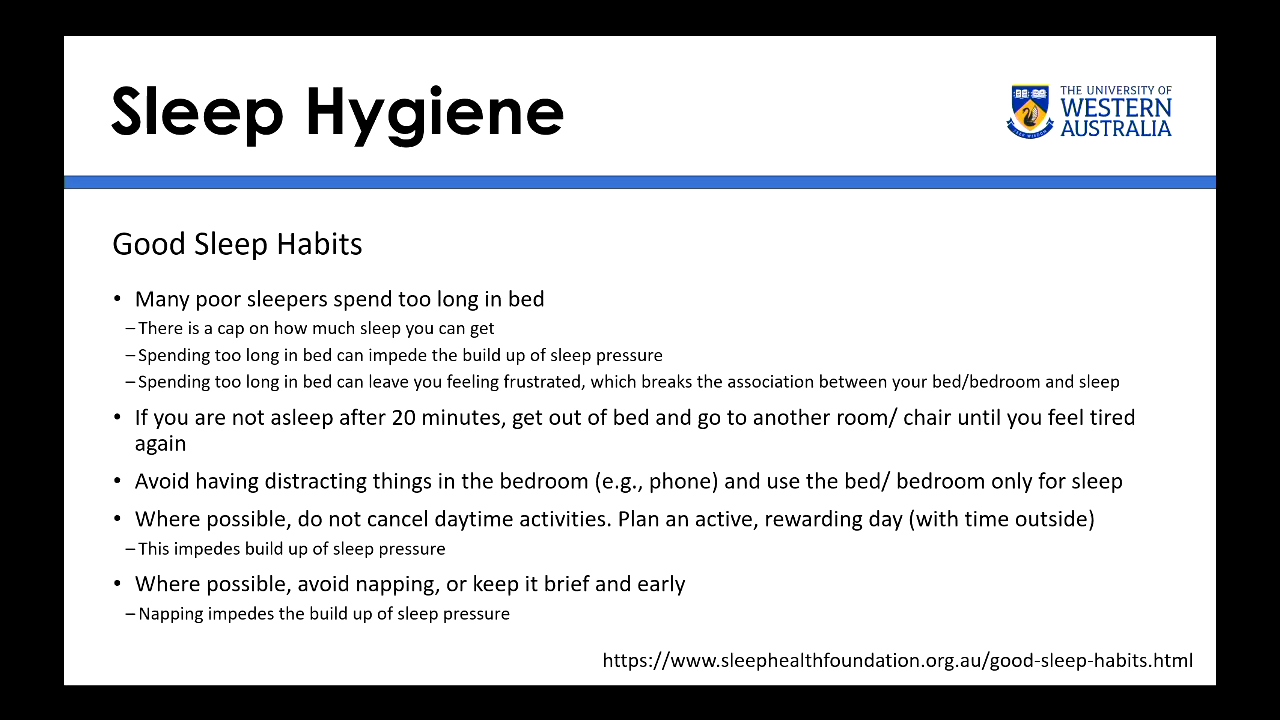 Sleep Hygiene
THE UNIVERSITY OF
WESTERN
AUSTRALIA
Good Sleep Habits
• Many poor sleepers spend too long in bed
–There is a cap on how much sleep you can get
–Spending too long in bed can impede the build up of sleep pressure
–Spending too long in bed can leave you feeling frustrated, which breaks the association between your bed/bedroom and sleep
• If you are not asleep after 20 minutes, get out of bed and go to another room/ chair until you feel tired
again
• Avoid having distracting things in the bedroom (e.g., phone) and use the bed/ bedroom only for sleep
• Where possible, do not cancel daytime activities. Plan an active, rewarding day (with time outside)
–This impedes build up of sleep pressure
• Where possible, avoid napping, or keep it brief and early
–Napping impedes the build up of sleep pressure
https://www.sleephealthfoundation.org.au/good-sleep-habits.html